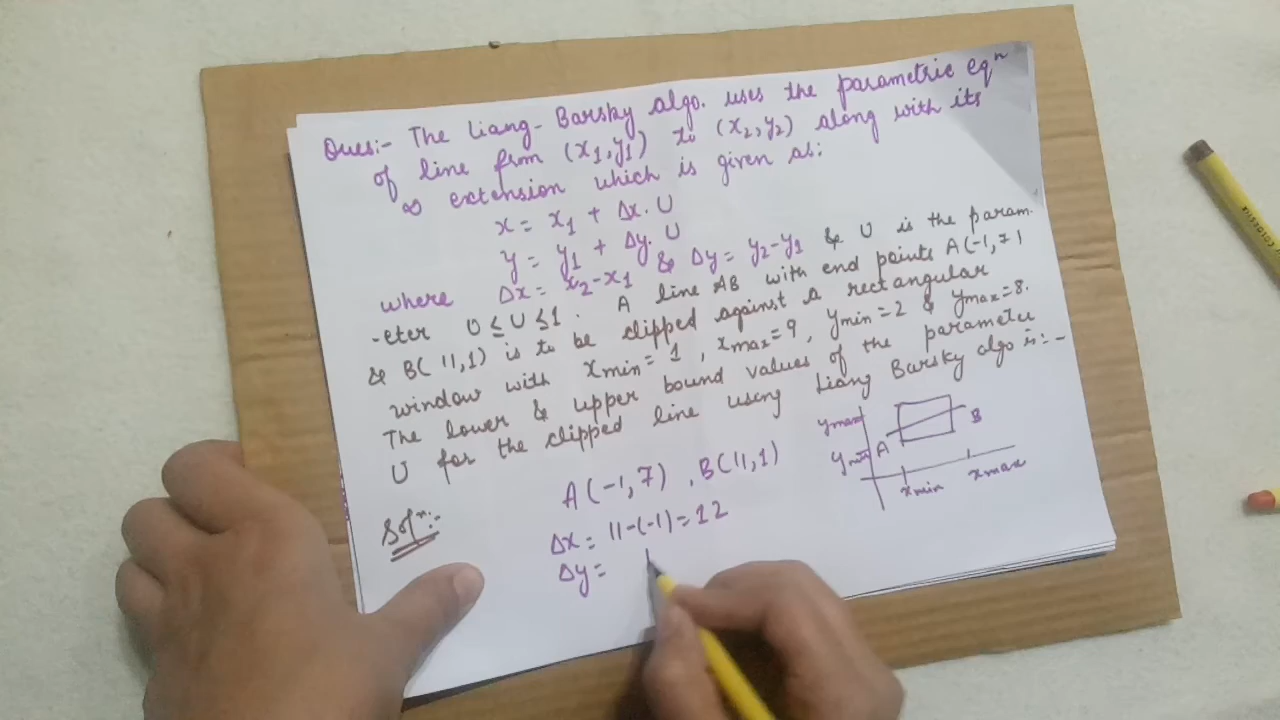 Ques:- The Liang-Barsky algo. uses the parametric eqⁿ
of line from (x₁,y₁) to (x₂,y₂) along with its
∞ extension which is given as:
x = x₁ + Δx.U
y = y₁ + Δy.U
where Δx = x₂-x₁ & Δy = y₂-y₁ & U is the param-
-eter 0 ≤ U ≤ 1. A line AB with end points A(-1,7)
& B(11,1) is to be clipped against a rectangular
window with xmin = 1, xmax = 9, ymin = 2 & ymax = 8.
The lower & upper bound values of the parameter
U for the clipped line using Liang Barsky algo is:-
ymax
ymin A B
xmin xmax
Solⁿ:- A(-1,7), B(11,1)
Δx = 11-(-1) = 12
Δy =